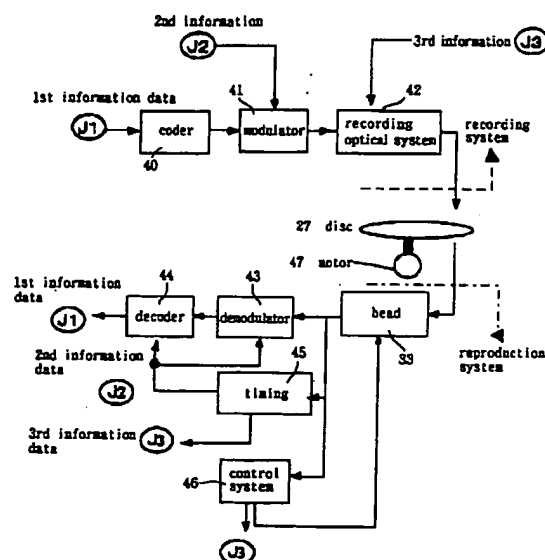 2nd information
J2
3rd information J3
1st information data
41
42
J1
coder
modulator
recording
optical system
recording
system
40
27 disc
47 motor
1st information
data
44
43
J1
decoder
demodulator
head
33
2nd information
data
45
reproduction
system
J2
timing
3rd information
data
J3
control
system
46
J3